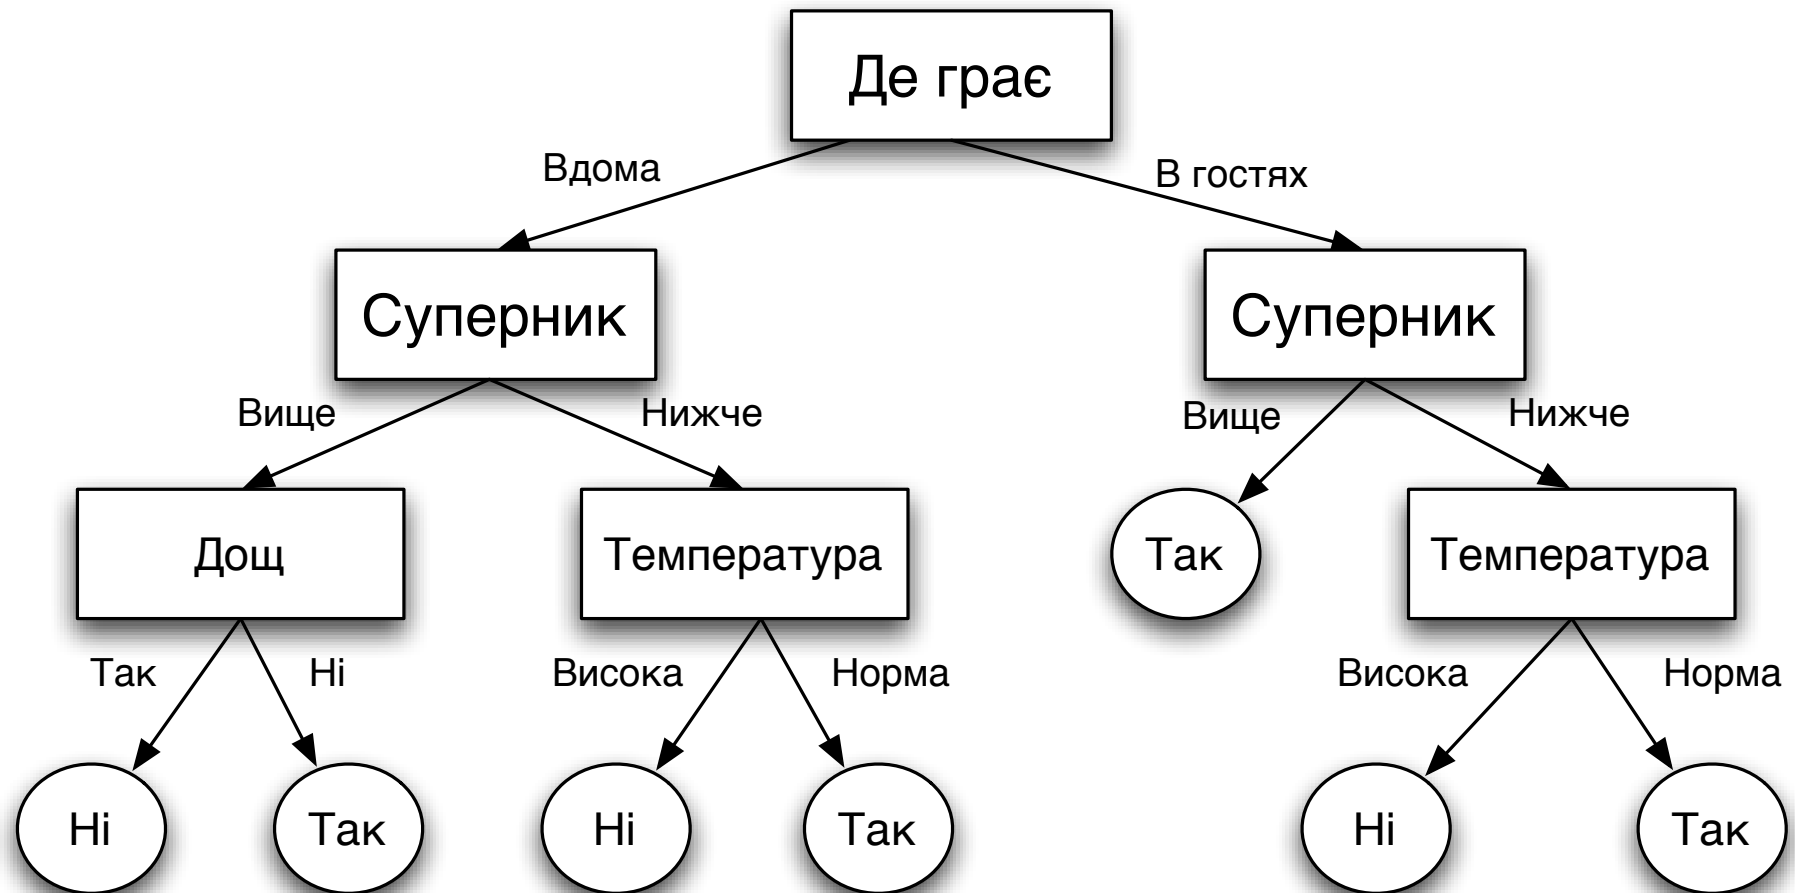 Де грає
Вдома
В гостях
Суперник
Суперник
Вище
Нижче
Вище
Нижче
Дощ
Температура
Так
Температура
Так
Ні
Висока
Норма
Висока
Норма
Ні
Так
Ні
Так
Ні
Так